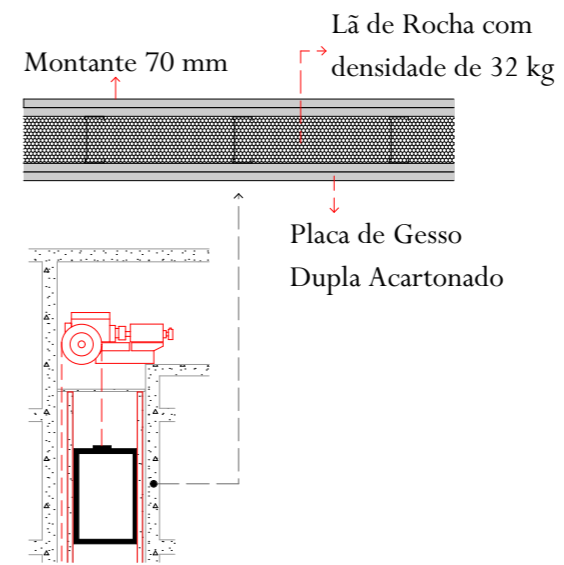 Lã de Rocha com
densidade de 32 kg
Montante 70 mm
Placa de Gesso
Dupla Acartonado